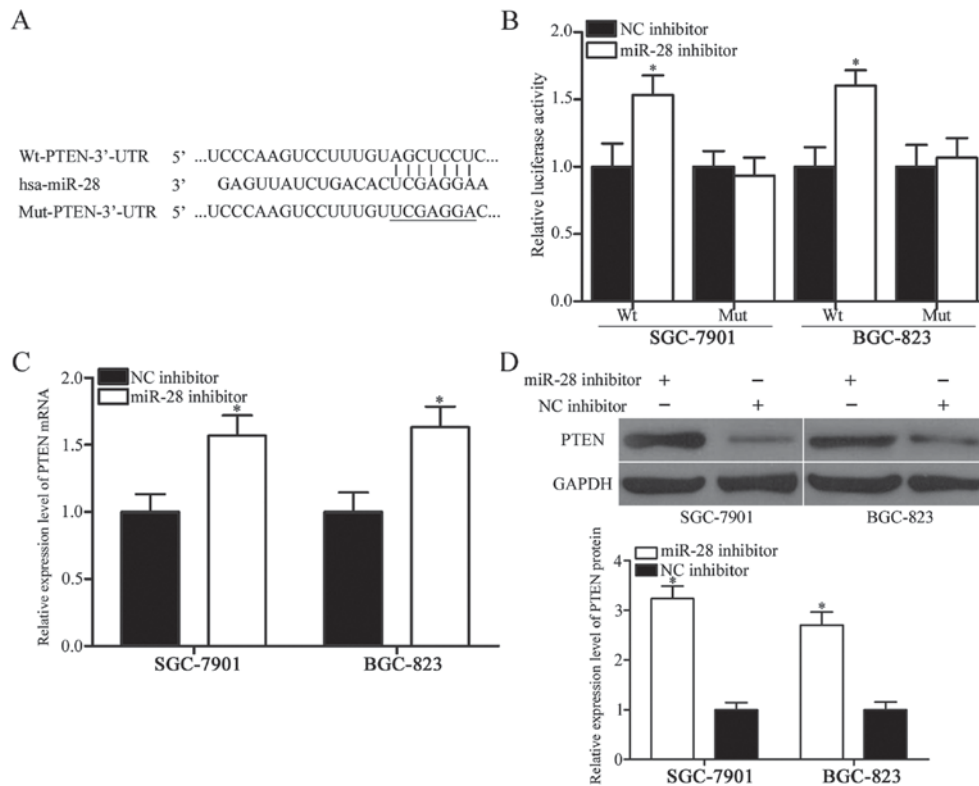 A
Wt-PTEN-3'-UTR 5' ...UCCCAAGUCCUUUGUAGCUCCUC...
hsa-miR-28 3' GAGUUAUCUGACACUCGAGGAA
Mut-PTEN-3'-UTR 5' ...UCCCAAGUCCUUUGUUCGAGGAC...
B
NC inhibitor
miR-28 inhibitor
Relative luciferase activity
2.0
1.5
1.0
0.5
0.0
* *
Wt Mut Wt Mut
SGC-7901 BGC-823
C
NC inhibitor
miR-28 inhibitor
Relative expression level of PTEN mRNA
2.0
1.5
1.0
0.5
0.0
* *
SGC-7901 BGC-823
D
miR-28 inhibitor + − + −
NC inhibitor − + − +
PTEN
GAPDH
SGC-7901 BGC-823
miR-28 inhibitor
NC inhibitor
Relative expression level of PTEN protein
4
3
2
1
0
* *
SGC-7901 BGC-823